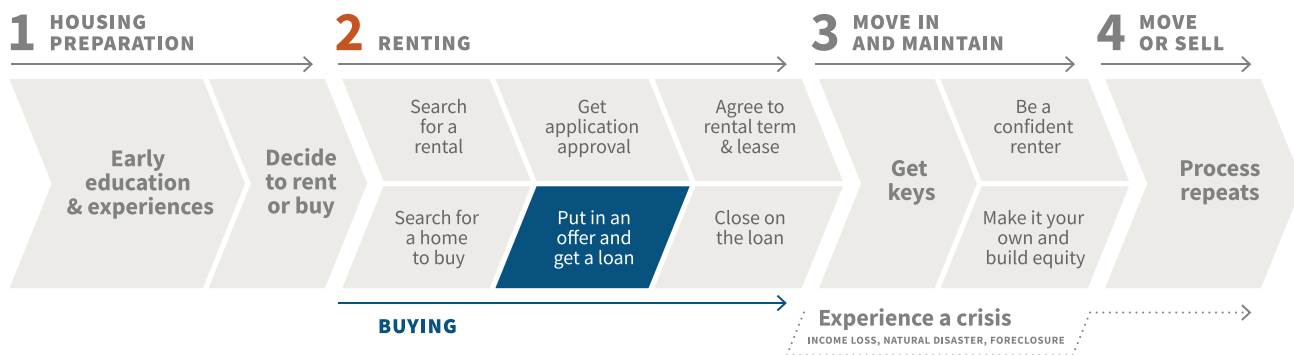 1 HOUSING
PREPARATION
2 RENTING
3 MOVE IN
AND MAINTAIN
4 MOVE
OR SELL
Early
education
& experiences
Decide
to rent
or buy
Search
for a
rental
Get
application
approval
Agree to
rental term
& lease
Search for
a home
to buy
Put in an
offer and
get a loan
Close on
the loan
Get
keys
Be a
confident
renter
Make it your
own and
build equity
Process
repeats
BUYING
Experience a crisis
INCOME LOSS, NATURAL DISASTER, FORECLOSURE